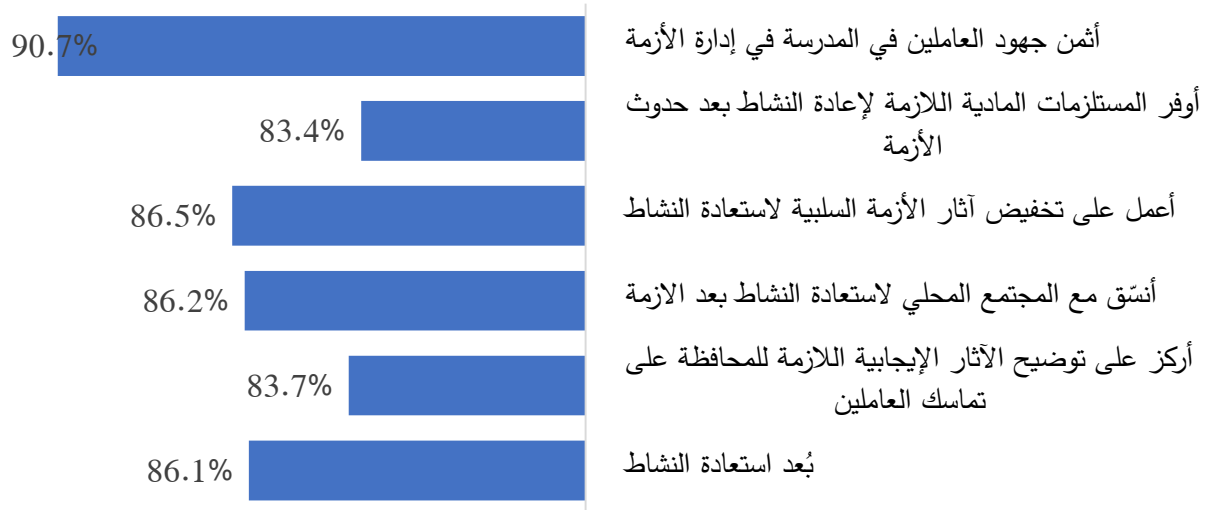 أثمن جهود العاملين في المدرسة في إدارة الأزمة
90.7%
أوفر المستلزمات المادية اللازمة لإعادة النشاط بعد حدوث
الأزمة
83.4%
أعمل على تخفيض آثار الأزمة السلبية لاستعادة النشاط
86.5%
أنسّق مع المجتمع المحلي لاستعادة النشاط بعد الازمة
86.2%
أركز على توضيح الآثار الإيجابية اللازمة للمحافظة على
تماسك العاملين
83.7%
بُعد استعادة النشاط
86.1%